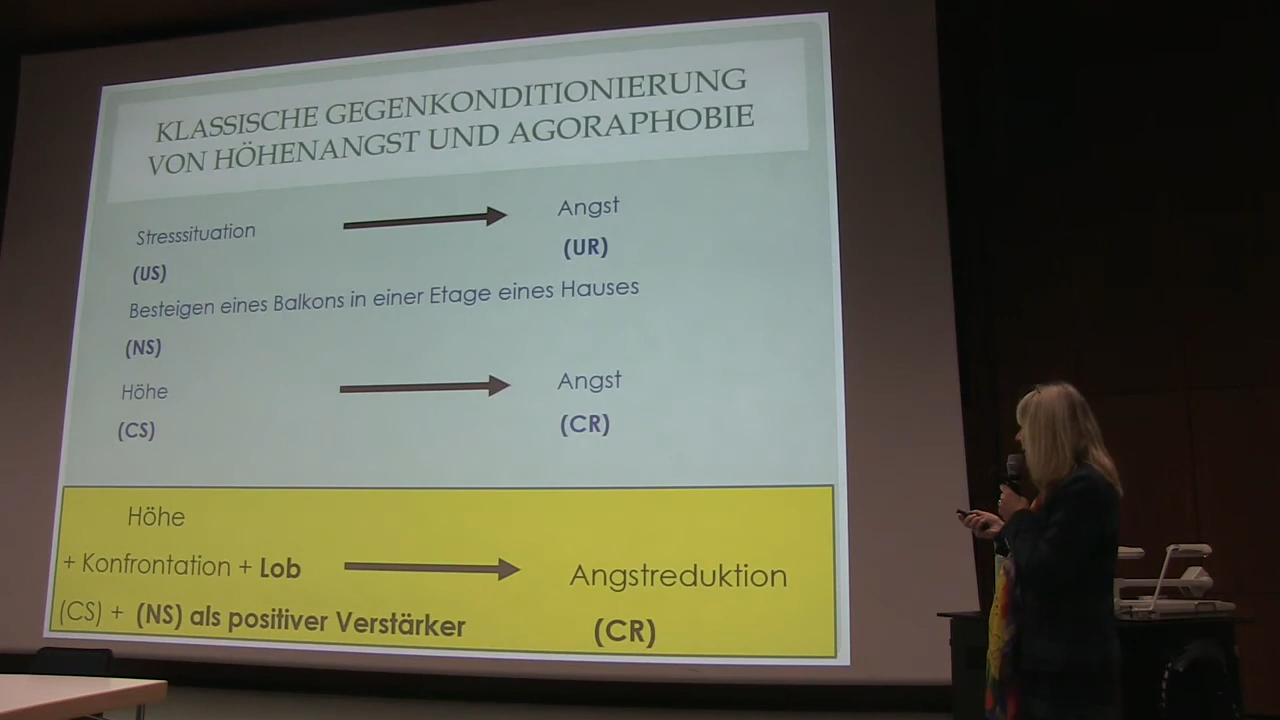 KLASSISCHE GEGENKONDITIONIERUNG
VON HÖHENANGST UND AGORAPHOBIE
Stresssituation Angst
(US) (UR)
Besteigen eines Balkons in einer Etage eines Hauses
(NS)
Höhe Angst
(CS) (CR)
Höhe
+ Konfrontation + Lob Angstreduktion
(CS) + (NS) als positiver Verstärker (CR)